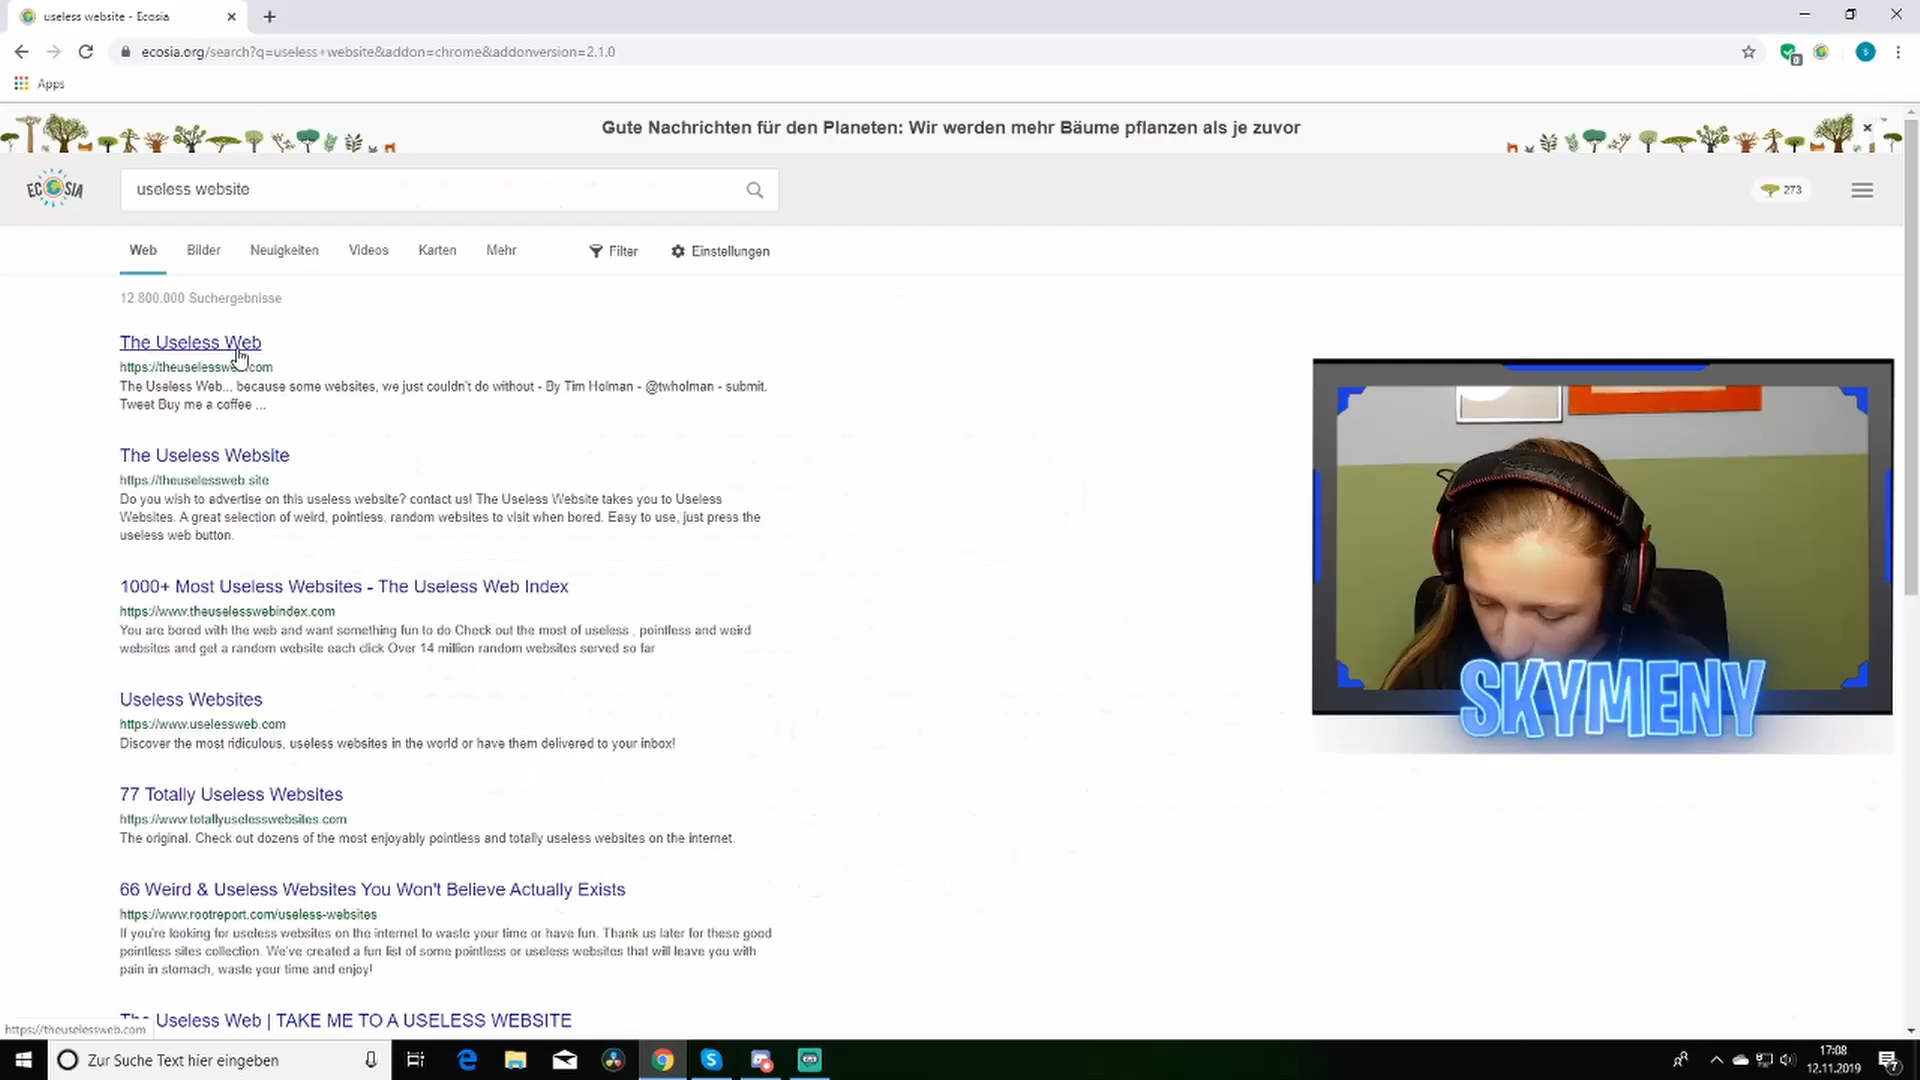 useless website - Ecosia
ecosia.org/search?q=useless+website&addon=chrome&addonversion=2.1.0
0
S
Apps
Gute Nachrichten für den Planeten: Wir werden mehr Bäume pflanzen als je zuvor
ECOSIA
useless website
273
Web Bilder Neuigkeiten Videos Karten Mehr Filter Einstellungen
12.800.000 Suchergebnisse
The Useless Web
https://theuselessweb.com
The Useless Web... because some websites, we just couldn't do without - By Tim Holman - @twholman - submit.
Tweet Buy me a coffee ...
The Useless Website
https://theuselessweb.site
Do you wish to advertise on this useless website? contact us! The Useless Website takes you to Useless
Websites. A great selection of weird, pointless, random websites to visit when bored. Easy to use, just press the
useless web button.
1000+ Most Useless Websites - The Useless Web Index
https://www.theuselesswebindex.com
You are bored with the web and want something fun to do Check out the most of useless , pointless and weird
websites and get a random website each click Over 14 million random websites served so far
Useless Websites
https://www.uselessweb.com
Discover the most ridiculous, useless websites in the world or have them delivered to your inbox!
77 Totally Useless Websites
https://www.totallyuselesswebsites.com
The original. Check out dozens of the most enjoyably pointless and totally useless websites on the internet.
66 Weird & Useless Websites You Won't Believe Actually Exists
https://www.rootreport.com/useless-websites
If you're looking for useless websites on the internet to waste your time or have fun. Thank us later for these good
pointless sites collection. We've created a fun list of some pointless or useless websites that will leave you with
pain in stomach, waste your time and enjoy!
The Useless Web | TAKE ME TO A USELESS WEBSITE
https://theuselessweb.com
SKYMENY
Zur Suche Text hier eingeben
17:08
12.11.2019
7